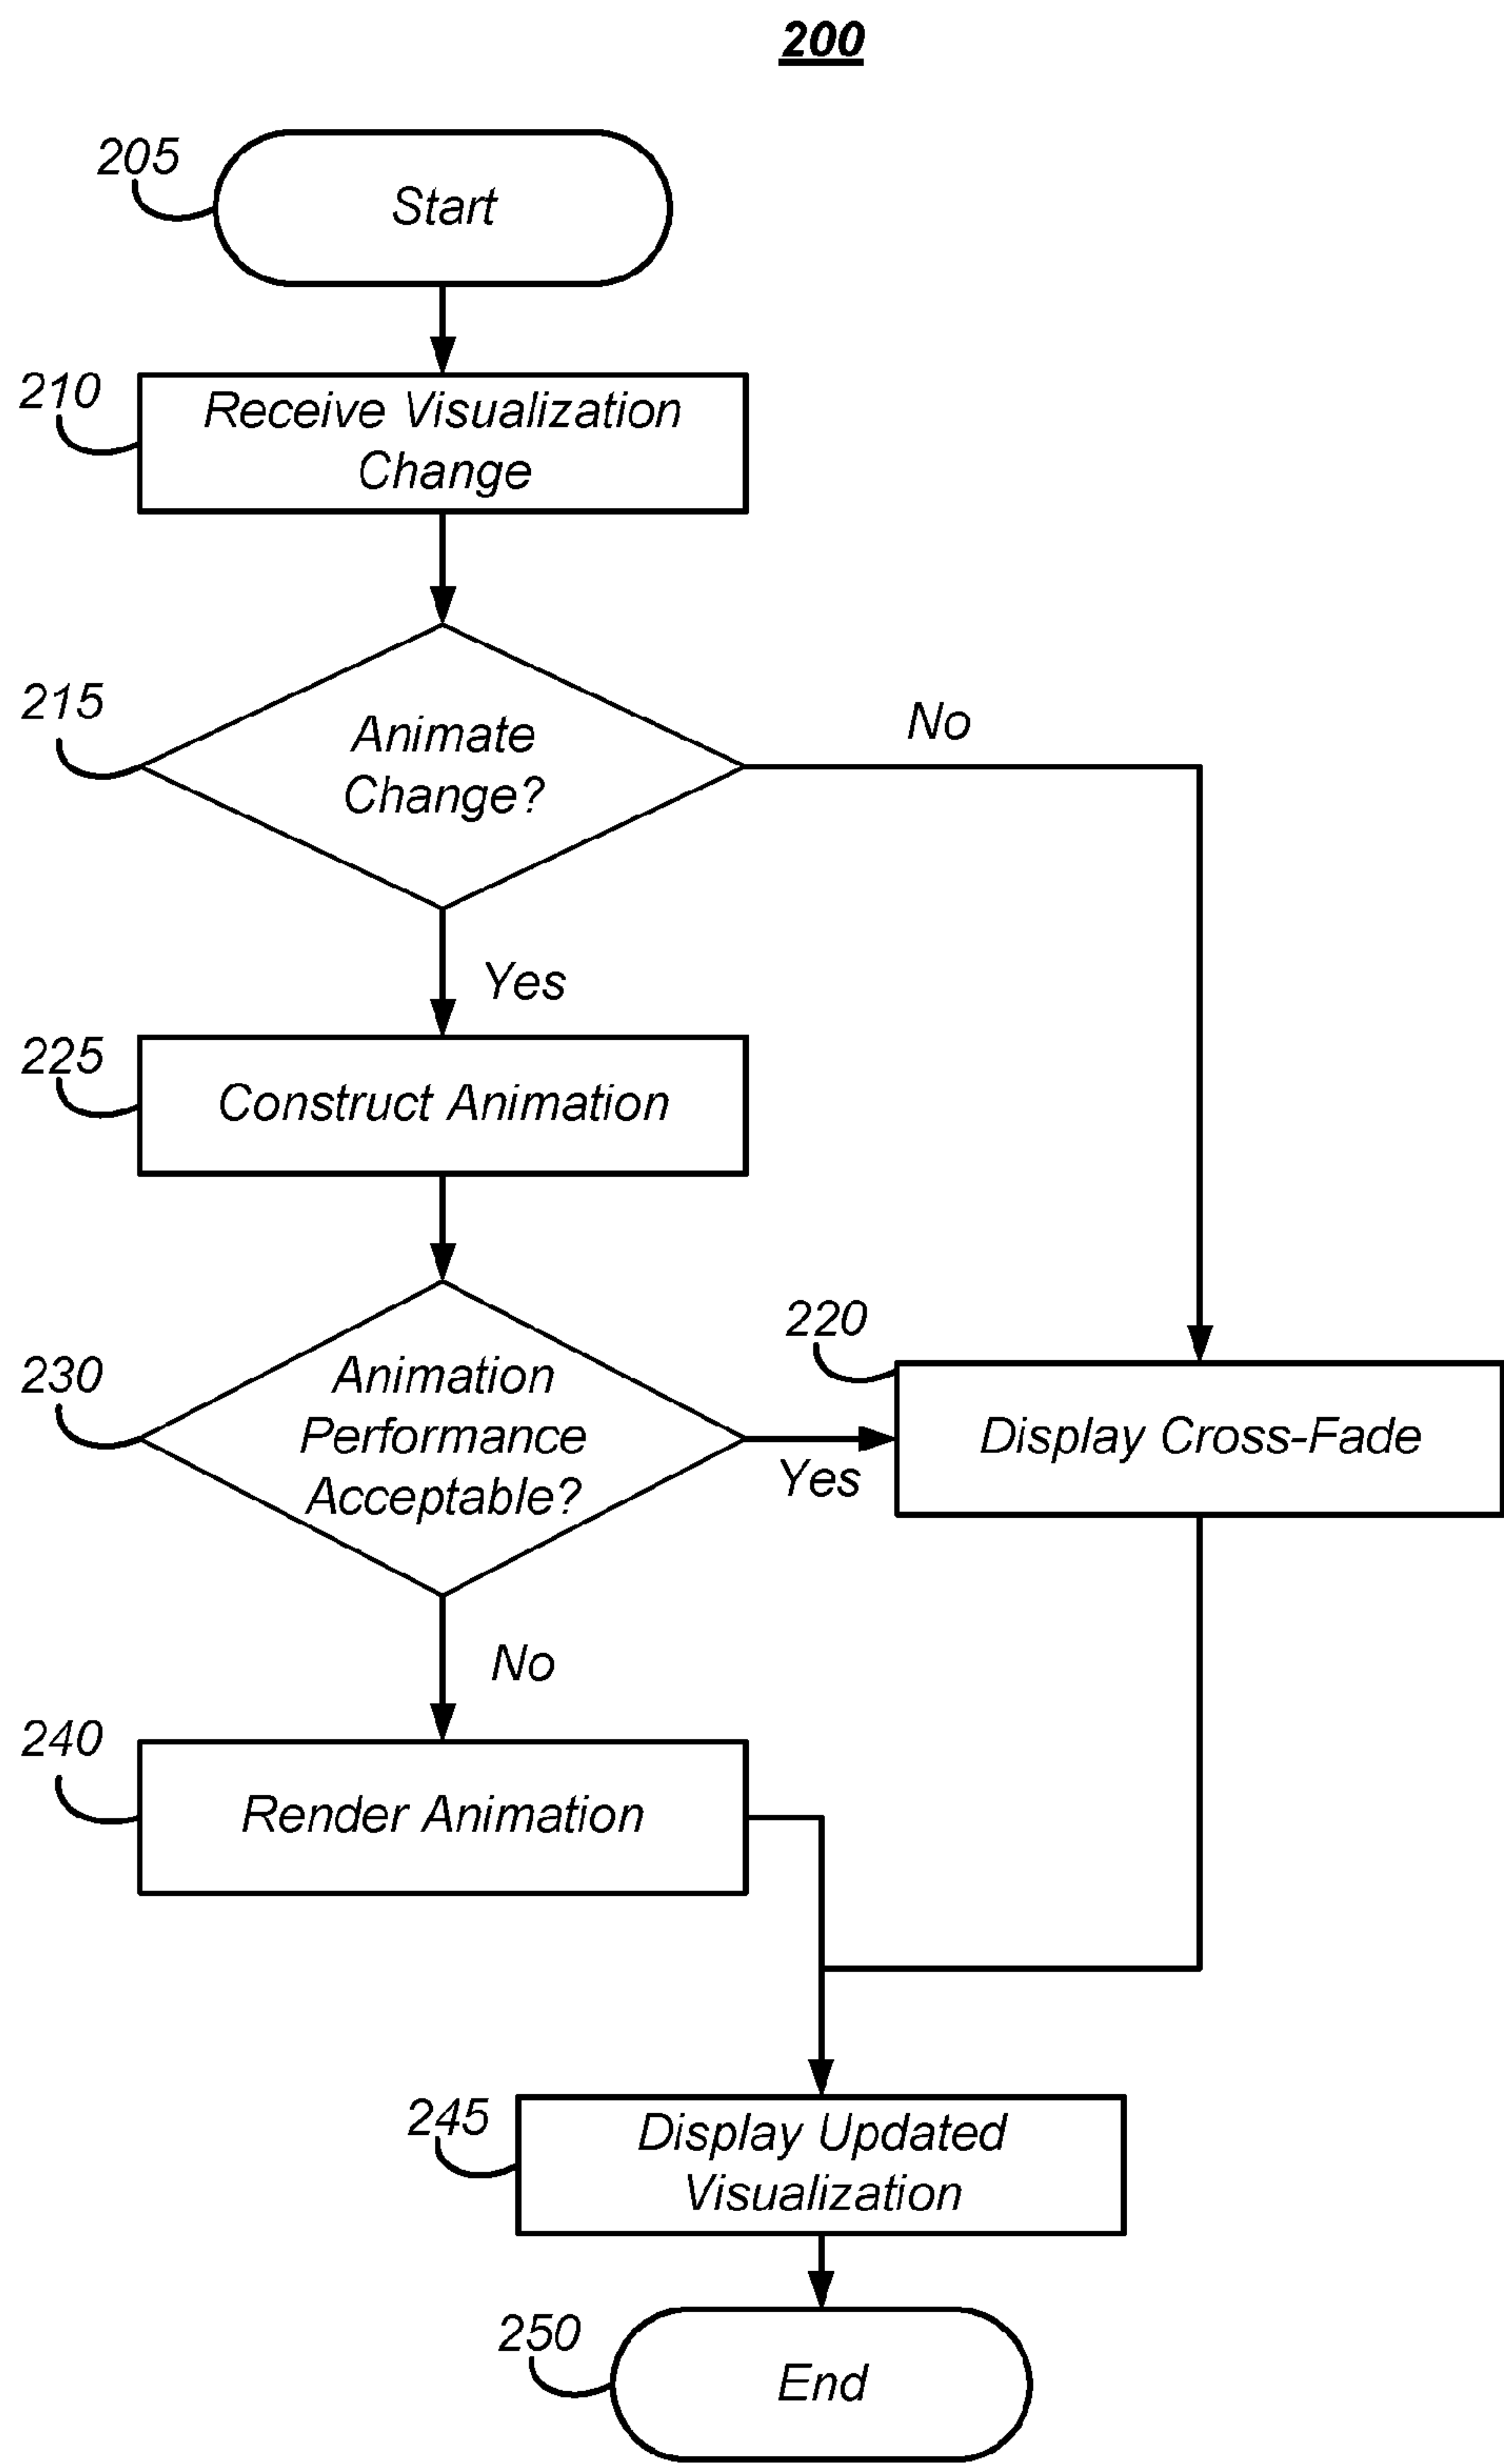 200
205
Start
210
Receive Visualization
Change
215
Animate
Change?
No
Yes
225
Construct Animation
230
Animation
Performance
Acceptable?
Yes
220
Display Cross-Fade
No
240
Render Animation
245
Display Updated
Visualization
250
End